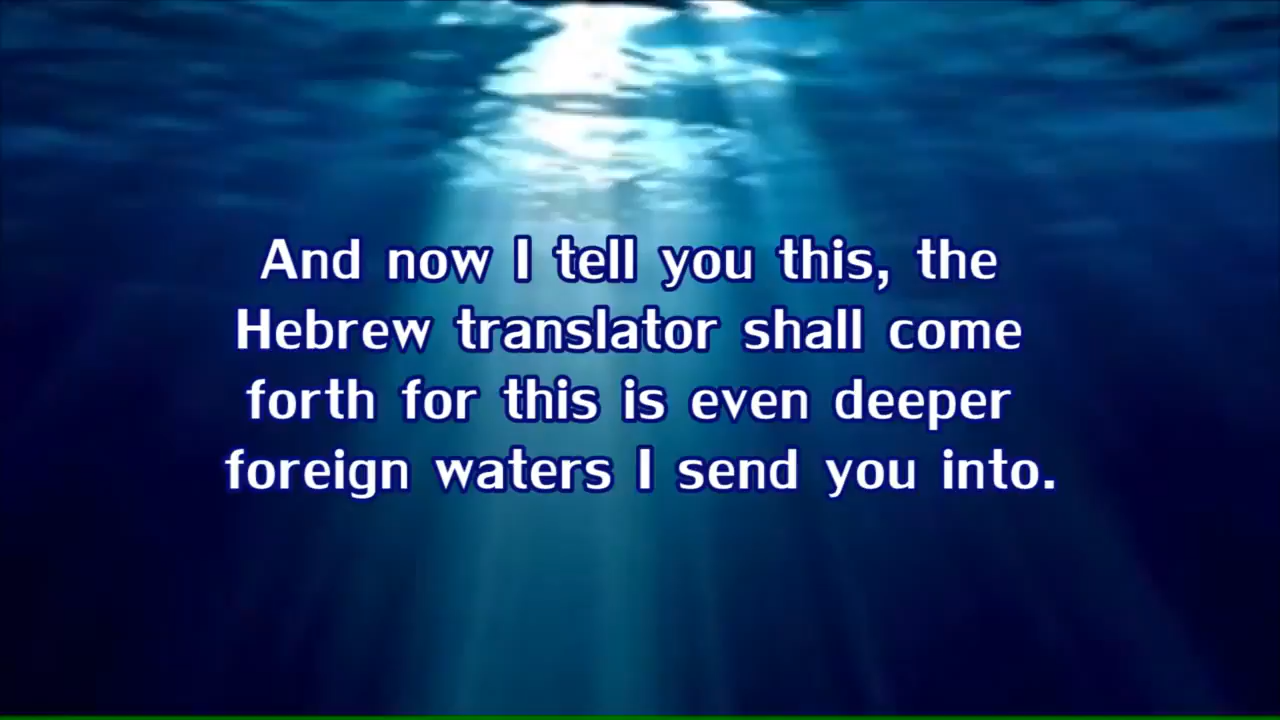 And now I tell you this, the
Hebrew translator shall come
forth for this is even deeper
foreign waters I send you into.